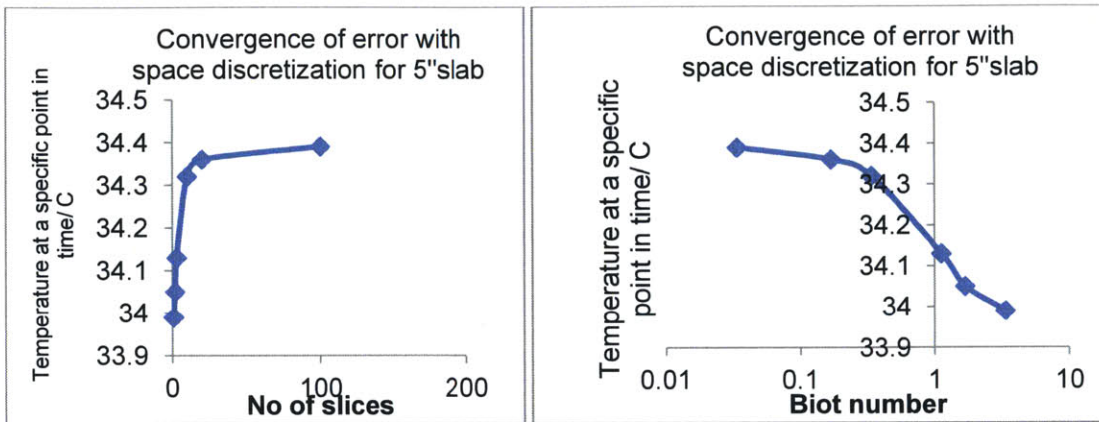 Convergence of error with
space discretization for 5"slab
Temperature at a specific point in
time/ C
34.5
34.4
34.3
34.2
34.1
34
33.9
0
100
200
No of slices
Convergence of error with
space discretization for 5"slab
Temperature at a specific
point in time/ C
34.5
34.4
34.3
34.2
34.1
34
33.9
0.01
0.1
1
10
Biot number